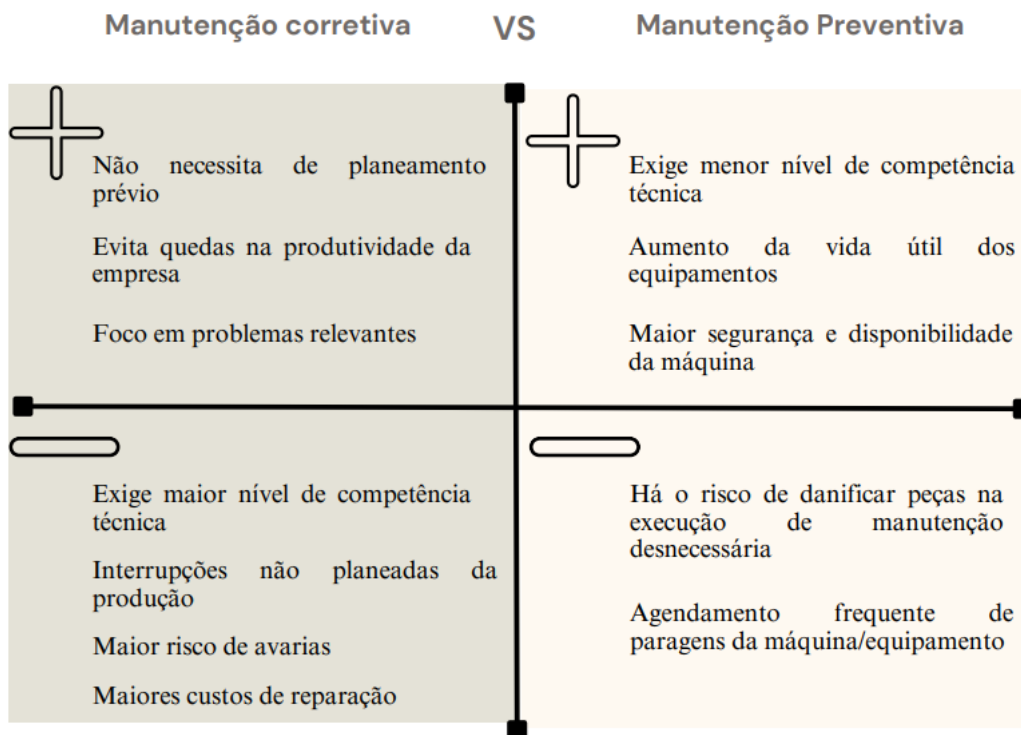 Manutenção corretiva
VS
Manutenção Preventiva
Não necessita de planeamento
prévio
Evita quedas na produtividade da
empresa
Foco em problemas relevantes
Exige menor nível de competência
técnica
Aumento da vida útil dos
equipamentos
Maior segurança e disponibilidade
da máquina
Exige maior nível de competência
técnica
Interrupções não planeadas da
produção
Maior risco de avarias
Maiores custos de reparação
Há o risco de danificar peças na
execução de manutenção
desnecessária
Agendamento frequente de
paragens da máquina/equipamento